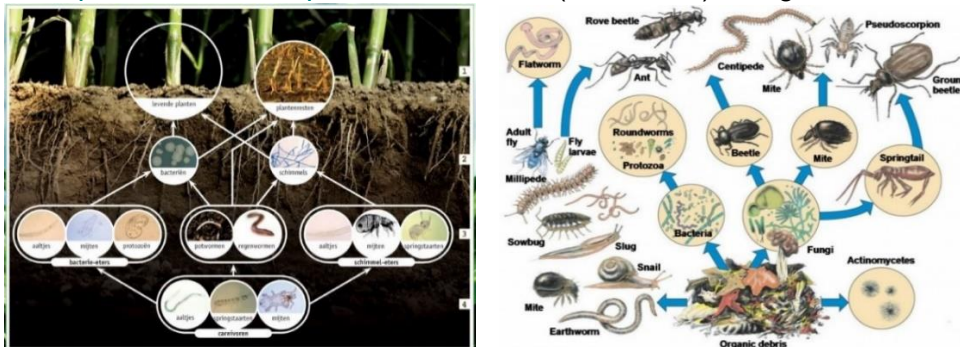 levende planten
plantenresten
1
bacteriën
schimmels
2
aaltjes
mijten
protozoën
bacterie-eters
potwormen
regenwormen
aaltjes
mijten
springstaarten
schimmel-eters
3
aaltjes
springstaarten
mijten
carnivoren
4
Rove beetle
Pseudoscorpion
Flatworm
Ant
Centipede
Mite
Ground
beetle
Adult
fly
Fly
larvae
Roundworms
Protozoa
Beetle
Mite
Springtail
Millipede
Bacteria
Fungi
Sowbug
Slug
Snail
Actinomycetes
Mite
Earthworm
Organic debris